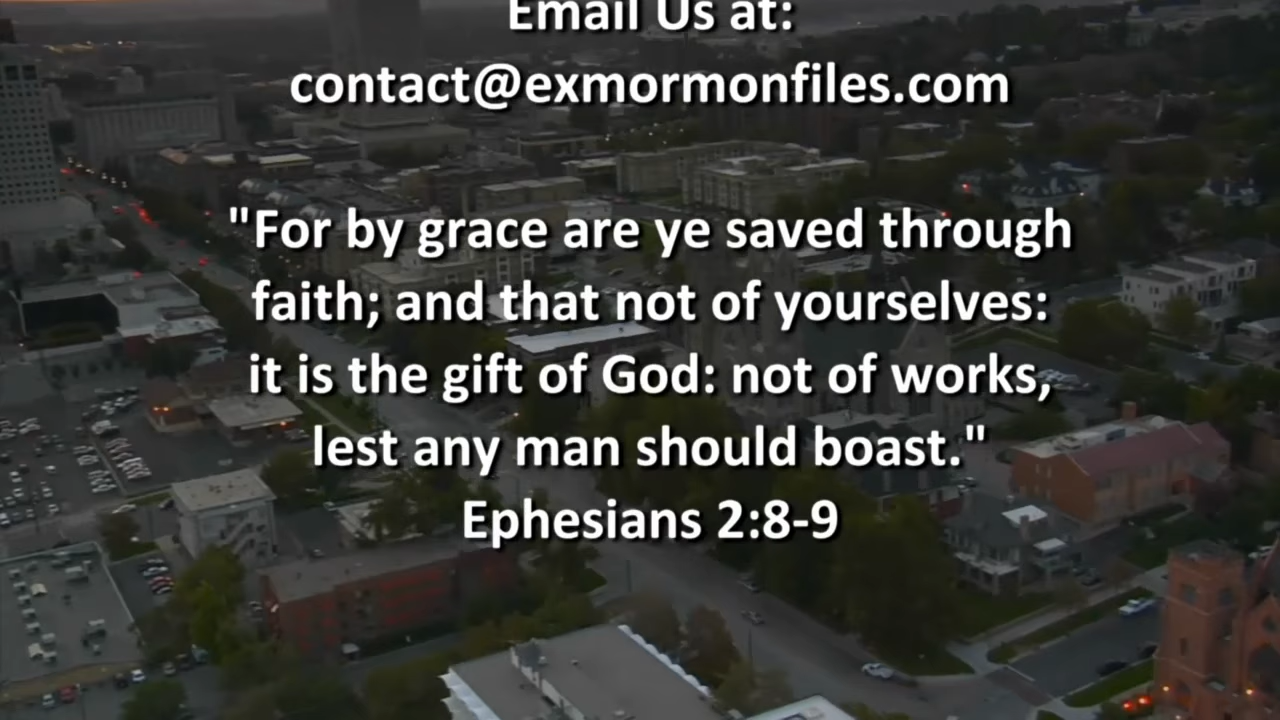 Email Us at:
contact@exmormonfiles.com
"For by grace are ye saved through
faith; and that not of yourselves:
it is the gift of God: not of works,
lest any man should boast."
Ephesians 2:8-9